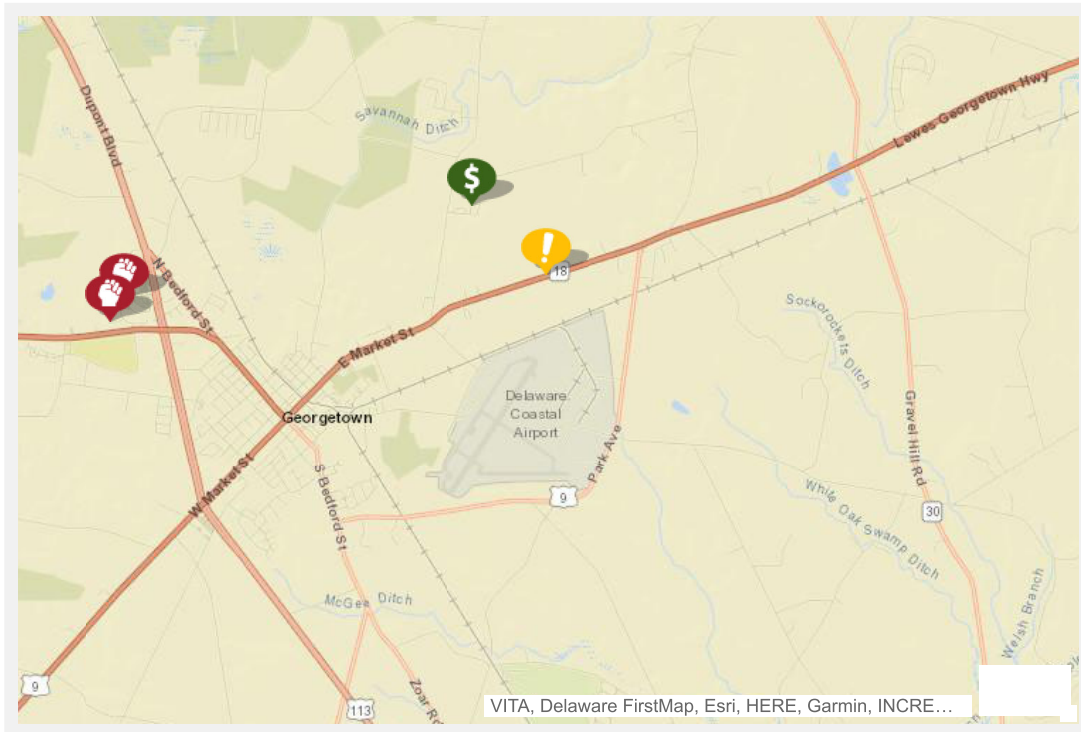 Dupont Blvd
Savannah Ditch
Lewes Georgetown Hwy
$
!
18
N Bedford St
Sockorockets Ditch
E Market St
Delaware
Coastal
Airport
Georgetown
Gravel Hill Rd
Park Ave
W Market St
S Bedford St
9
White Oak Swamp Ditch
30
McGee Ditch
Welsh Branch
9
Zoar Rd
113
VITA, Delaware FirstMap, Esri, HERE, Garmin, INCRE…